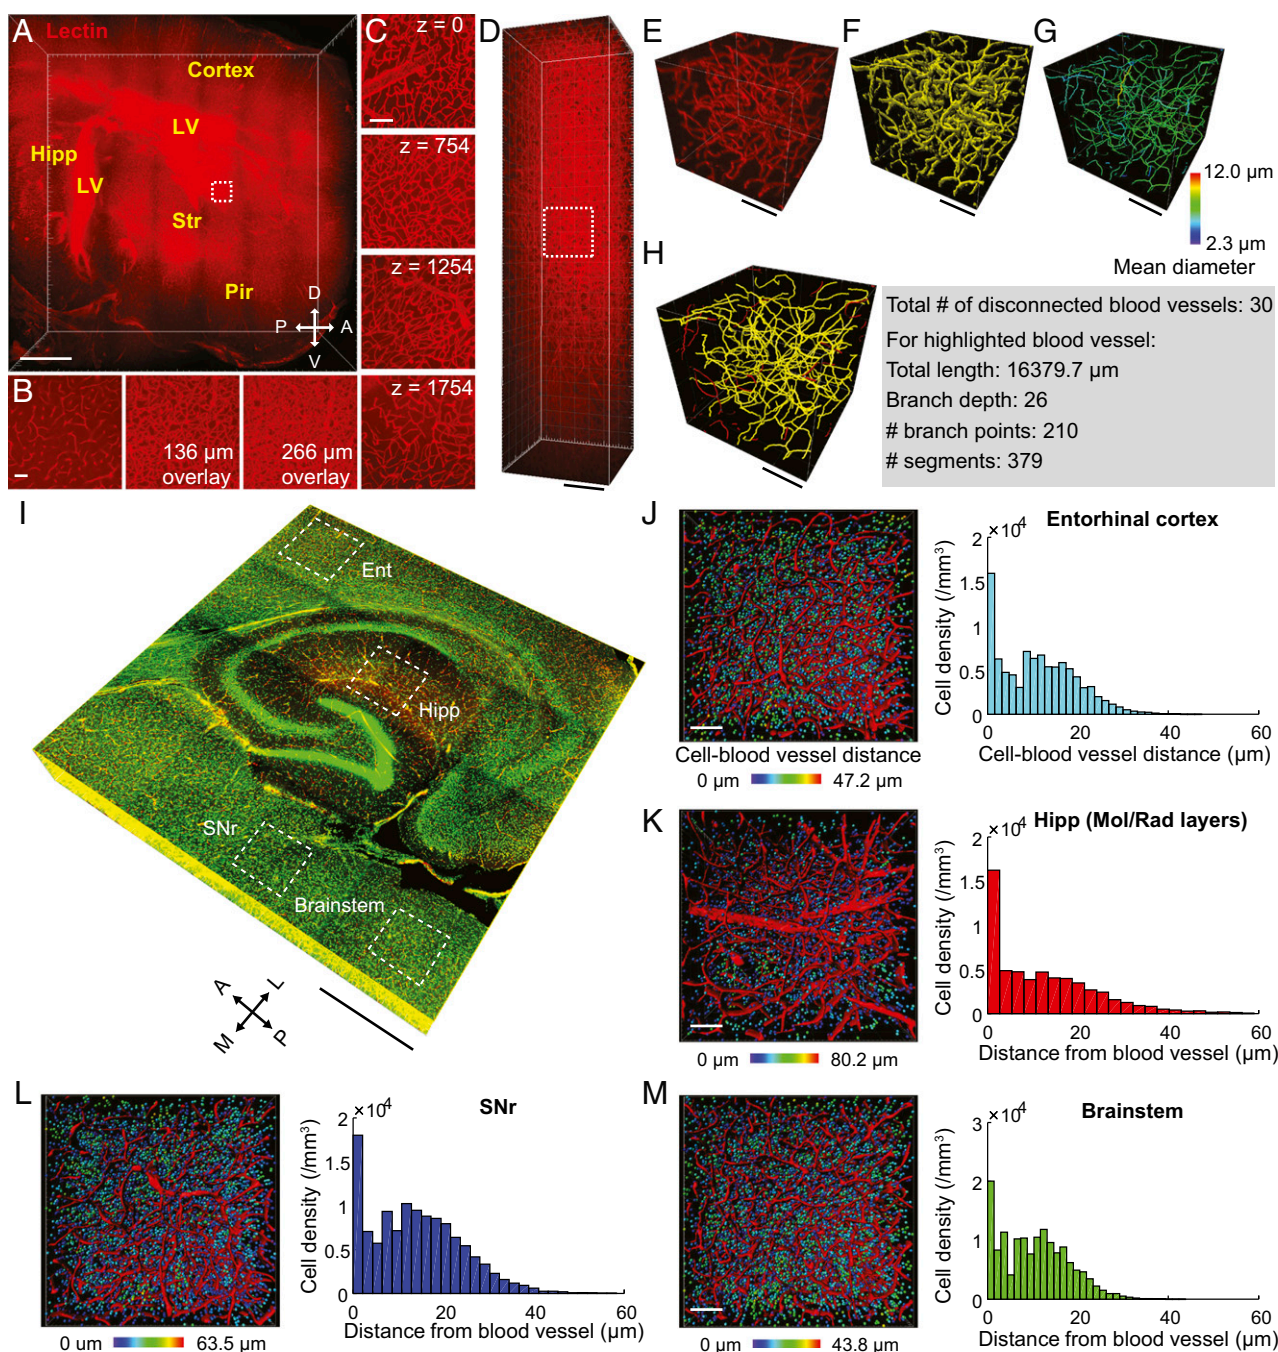 A
Lectin
Cortex
LV
Hipp
LV
Str
Pir
D
P A
V
B
136 µm
overlay
266 µm
overlay
C
z = 0
z = 754
z = 1254
z = 1754
D
E
F
G
12.0 µm
2.3 µm
Mean diameter
H
Total # of disconnected blood vessels: 30
For highlighted blood vessel:
Total length: 16379.7 µm
Branch depth: 26
# branch points: 210
# segments: 379
I
Ent
Hipp
SNr
Brainstem
A L
M P
J
Cell-blood vessel distance
0 µm 47.2 µm
Entorhinal cortex
×10⁴
2
1.5
1
0.5
0
Cell density (/mm³)
0 20 40 60
Cell-blood vessel distance (µm)
K
0 µm 80.2 µm
Hipp (Mol/Rad layers)
×10⁴
2
1.5
1
0.5
0
Cell density (/mm³)
0 20 40 60
Distance from blood vessel (µm)
L
0 um 63.5 µm
SNr
×10⁴
2
1.5
1
0.5
0
Cell density (/mm³)
0 20 40 60
Distance from blood vessel (µm)
M
0 µm 43.8 µm
Brainstem
×10⁴
3
2
1
0
Cell density (/mm³)
0 20 40 60
Distance from blood vessel (µm)